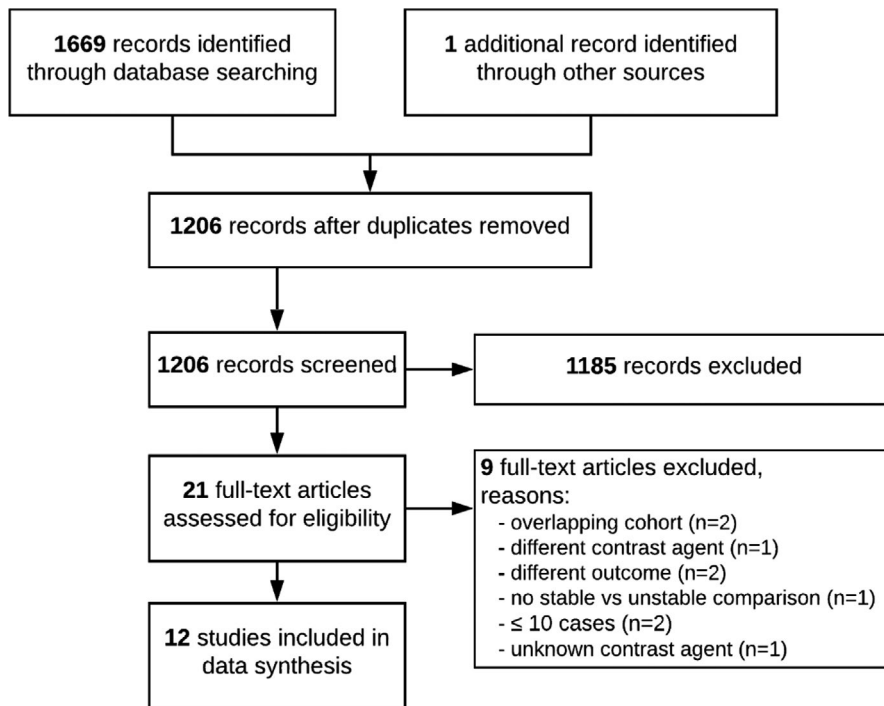 1669 records identified
through database searching
1 additional record identified
through other sources
1206 records after duplicates removed
1206 records screened
1185 records excluded
21 full-text articles
assessed for eligibility
9 full-text articles excluded,
reasons:
- overlapping cohort (n=2)
- different contrast agent (n=1)
- different outcome (n=2)
- no stable vs unstable comparison (n=1)
- ≤ 10 cases (n=2)
- unknown contrast agent (n=1)
12 studies included in
data synthesis